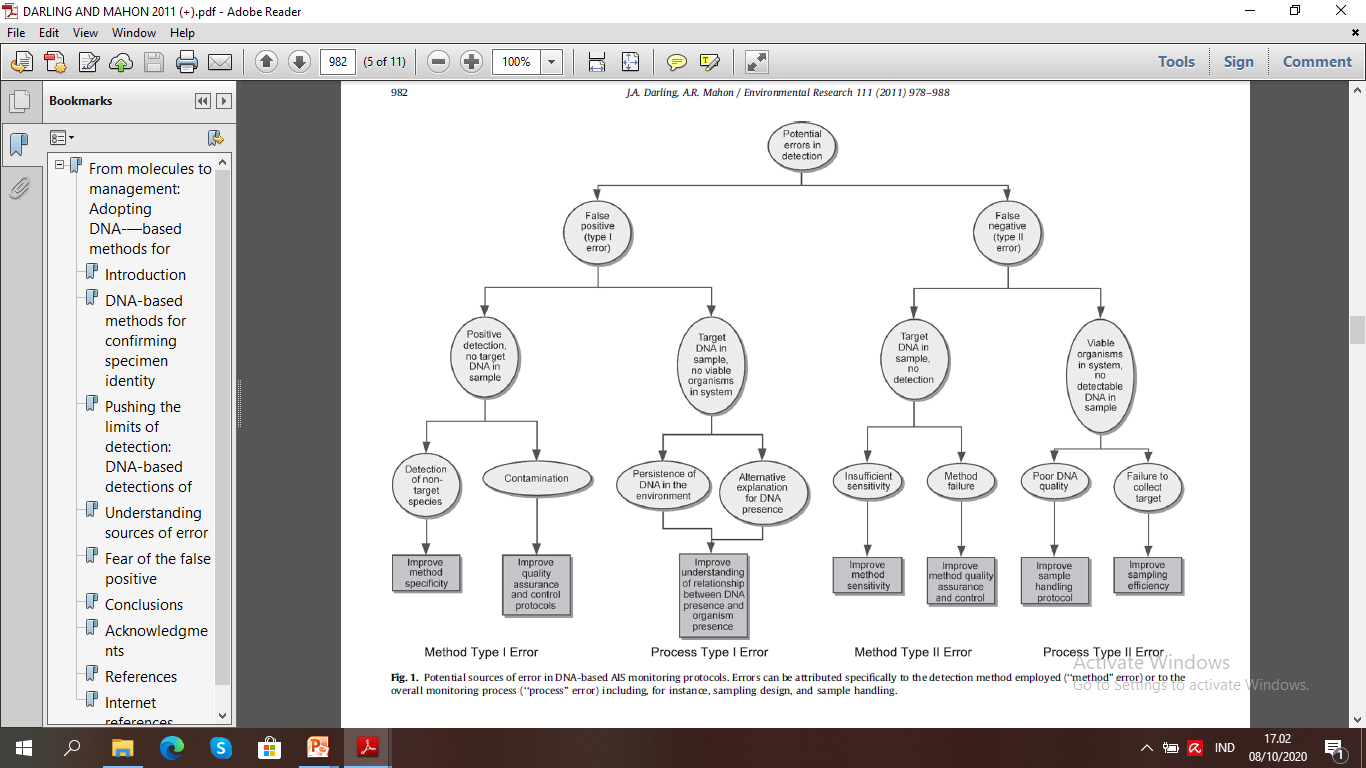 DARLING AND MAHON 2011 (+).pdf - Adobe Reader
File Edit View Window Help
982 (5 of 11) 100% Tools Sign Comment
Bookmarks
From molecules to
management:
Adopting
DNA-—based
methods for
Introduction
DNA-based
methods for
confirming
specimen
identity
Pushing the
limits of
detection:
DNA-based
detections of
Understanding
sources of error
Fear of the false
positive
Conclusions
Acknowledgme
nts
References
Internet
references
982 J.A. Darling, A.R. Mahon / Environmental Research 111 (2011) 978–988
Potential
errors in
detection
False
positive
(type I
error)
False
negative
(type II
error)
Positive
detection,
no target
DNA in
sample
Target
DNA in
sample,
no viable
organisms
in system
Target
DNA in
sample,
no
detection
Viable
organisms
in system,
no
detectable
DNA in
sample
Detection
of non-
target
species
Contamination
Persistence of
DNA in the
environment
Alternative
explanation
for DNA
presence
Insufficient
sensitivity
Method
failure
Poor DNA
quality
Failure to
collect
target
Improve
method
specificity
Improve
quality
assurance
and control
protocols
Improve
understanding
of relationship
between DNA
presence and
organism
presence
Improve
method
sensitivity
Improve
method quality
assurance
and control
Improve
sample
handling
protocol
Improve
sampling
efficiency
Method Type I Error Process Type I Error Method Type II Error Process Type II Error
Fig. 1. Potential sources of error in DNA-based AIS monitoring protocols. Errors can be attributed specifically to the detection method employed (‘‘method’’ error) or to the
overall monitoring process (‘‘process’’ error) including, for instance, sampling design, and sample handling.
Activate Windows
Go to Settings to activate Windows.
IND
17.02
08/10/2020
1